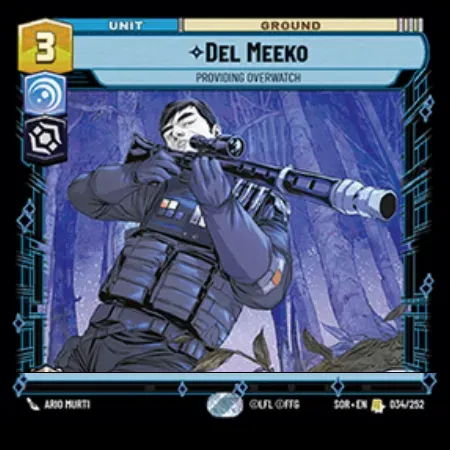 3
UNIT GROUND
DEL MEEKO
PROVIDING OVERWATCH
ARIO MURTI ©LFL ©FFG SOR • EN 034/252